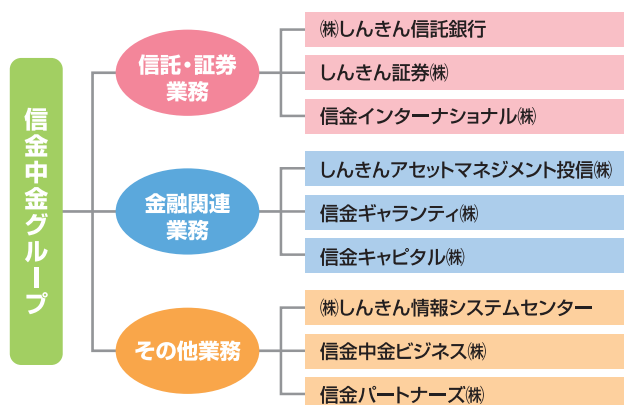 信金中金グループ
信託・証券
業務
㈱しんきん信託銀行
しんきん証券㈱
信金インターナショナル㈱
金融関連
業務
しんきんアセットマネジメント投信㈱
信金ギャランティ㈱
信金キャピタル㈱
その他業務
㈱しんきん情報システムセンター
信金中金ビジネス㈱
信金パートナーズ㈱